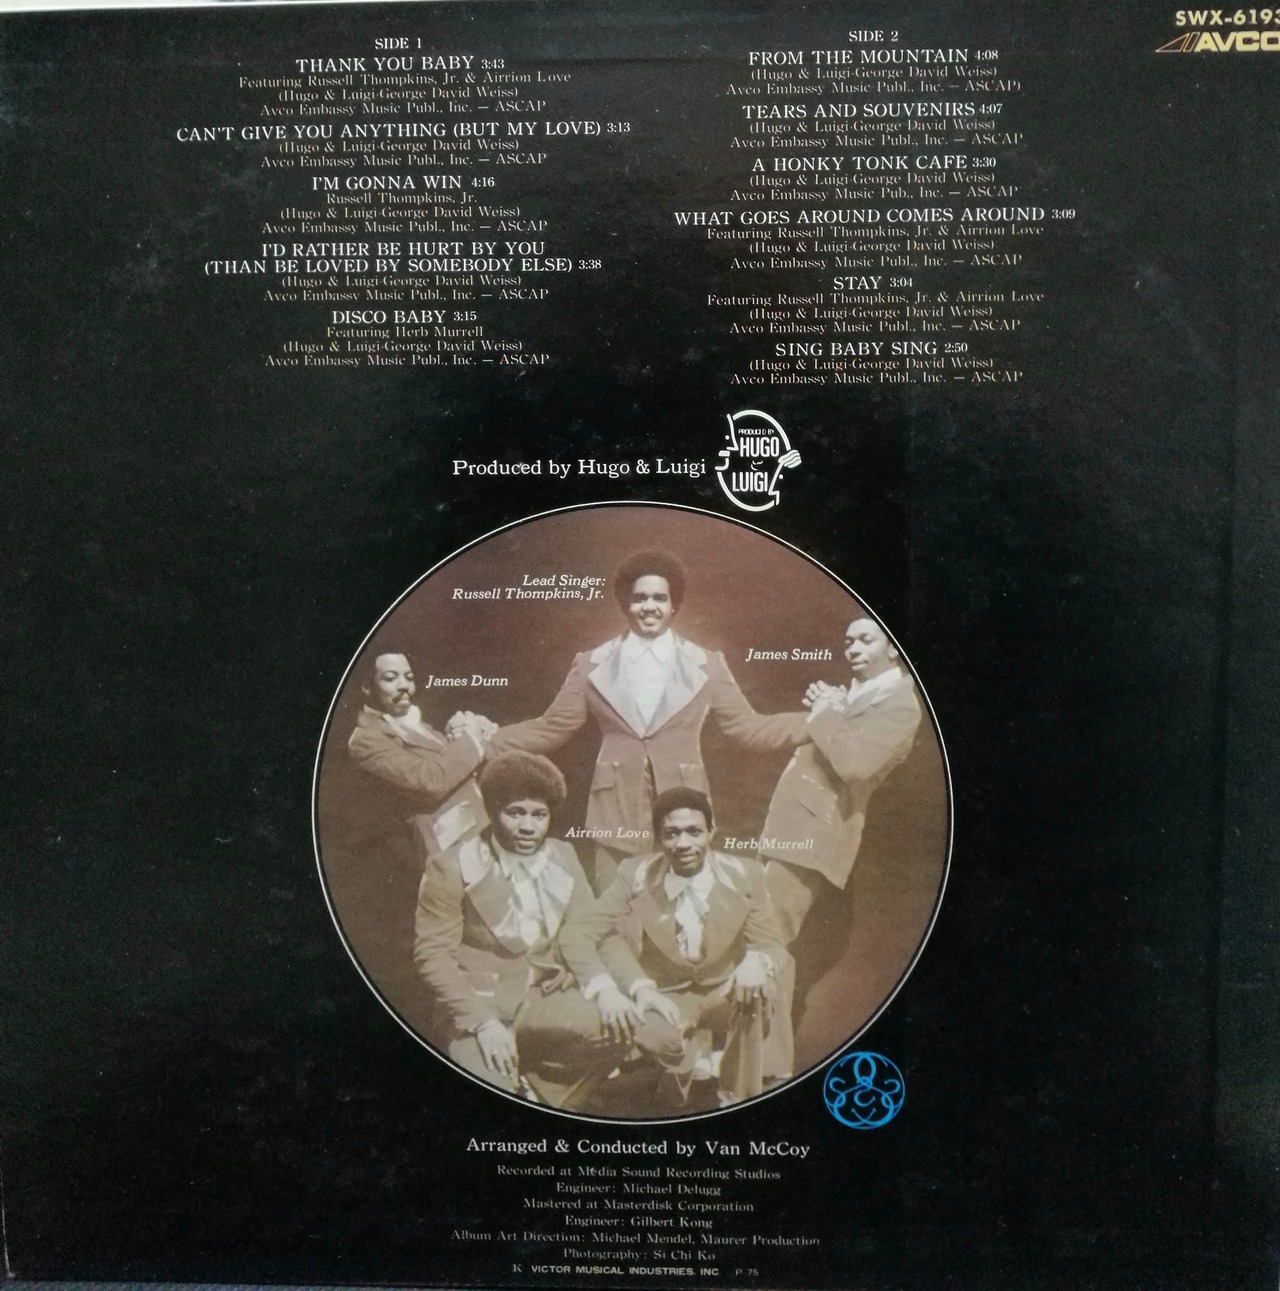 SWX-6193
AVCO
SIDE 1
THANK YOU BABY 3:43
Featuring Russell Thompkins, Jr. & Airrion Love
(Hugo & Luigi-George David Weiss)
Avco Embassy Music Publ., Inc. — ASCAP
CAN'T GIVE YOU ANYTHING (BUT MY LOVE) 3:13
(Hugo & Luigi-George David Weiss)
Avco Embassy Music Publ., Inc. — ASCAP
I'M GONNA WIN 4:16
Russell Thompkins, Jr.
(Hugo & Luigi-George David Weiss)
Avco Embassy Music Publ., Inc. — ASCAP
I'D RATHER BE HURT BY YOU
(THAN BE LOVED BY SOMEBODY ELSE) 3:38
(Hugo & Luigi-George David Weiss)
Avco Embassy Music Publ., Inc. — ASCAP
DISCO BABY 3:15
Featuring Herb Murrell
(Hugo & Luigi-George David Weiss)
Avco Embassy Music Publ., Inc. — ASCAP
SIDE 2
FROM THE MOUNTAIN 4:08
(Hugo & Luigi-George David Weiss)
Avco Embassy Music Publ., Inc. — ASCAP)
TEARS AND SOUVENIRS 4:07
(Hugo & Luigi-George David Weiss)
Avco Embassy Music Publ., Inc. — ASCAP
A HONKY TONK CAFE 3:30
(Hugo & Luigi-George David Weiss)
Avco Embassy Music Pub., Inc. — ASCAP
WHAT GOES AROUND COMES AROUND 3:09
Featuring Russell Thompkins, Jr. & Airrion Love
(Hugo & Luigi-George David Weiss)
Avco Embassy Music Publ., Inc. — ASCAP
STAY 3:04
Featuring Russell Thompkins, Jr. & Airrion Love
(Hugo & Luigi-George David Weiss)
Avco Embassy Music Publ., Inc. — ASCAP
SING BABY SING 2:50
(Hugo & Luigi-George David Weiss)
Avco Embassy Music Publ., Inc. — ASCAP
Produced by Hugo & Luigi
PRODUCED BY
HUGO
&
LUIGI
Lead Singer:
Russell Thompkins, Jr.
James Smith
James Dunn
Airrion Love
Herb Murrell
Arranged & Conducted by Van McCoy
Recorded at Media Sound Recording Studios
Engineer: Michael Delugg
Mastered at Masterdisk Corporation
Engineer: Gilbert Kong
Album Art Direction: Michael Mendel, Maurer Production
Photography: Si Chi Ko
K VICTOR MUSICAL INDUSTRIES, INC. P 75